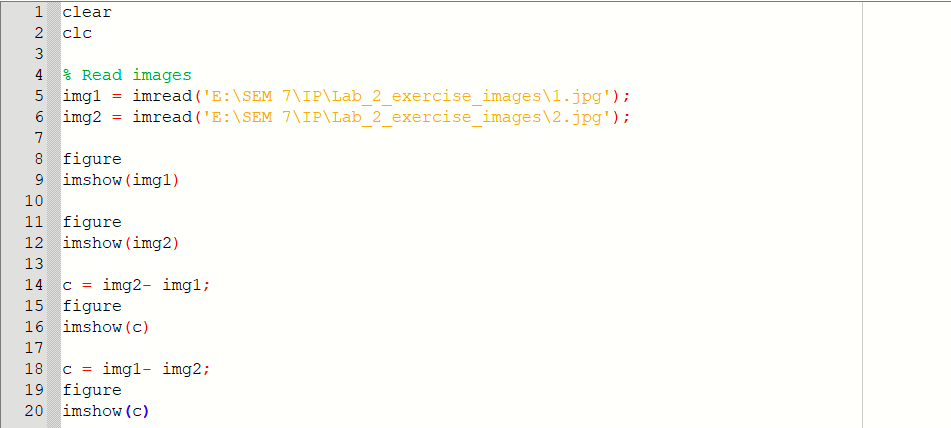 1 clear
2 clc
3
4 % Read images
5 img1 = imread('E:\SEM 7\IP\Lab_2_exercise_images\1.jpg');
6 img2 = imread('E:\SEM 7\IP\Lab_2_exercise_images\2.jpg');
7
8 figure
9 imshow(img1)
10
11 figure
12 imshow(img2)
13
14 c = img2- img1;
15 figure
16 imshow(c)
17
18 c = img1- img2;
19 figure
20 imshow(c)